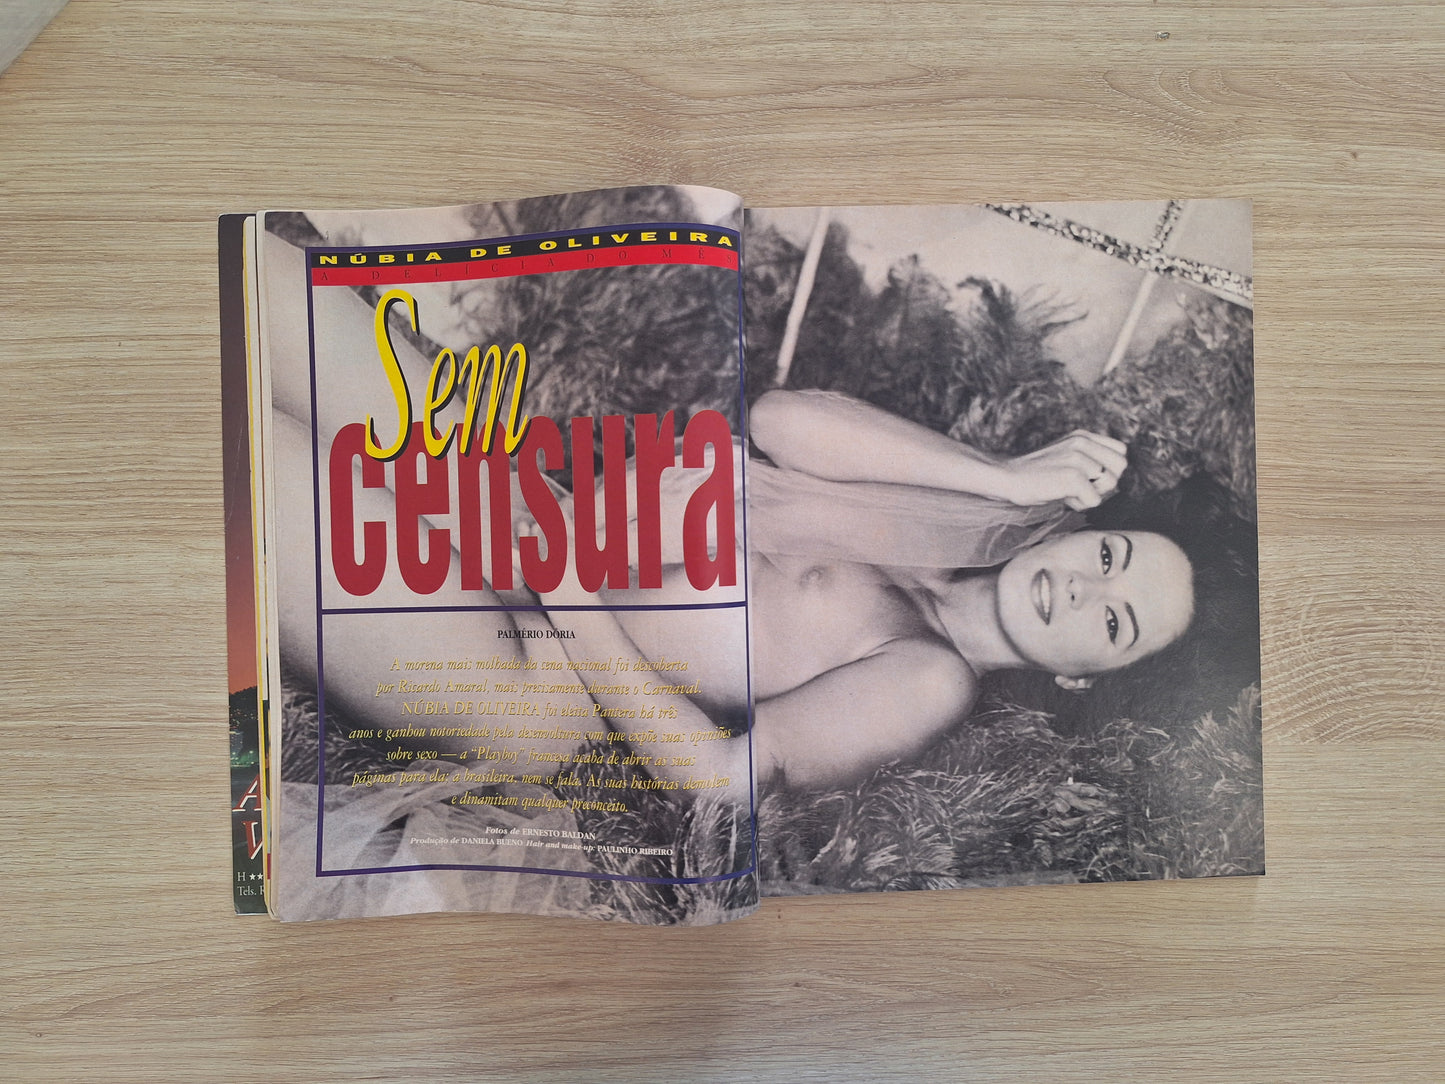 NÚBIA DE OLIVEIRA
A DELÍCIA DO MÊS
Sem
censura
PALMÉRIO DÓRIA
A morena mais molhada da cena nacional foi descoberta
por Ricardo Amaral, mais precisamente durante o Carnaval.
NÚBIA DE OLIVEIRA foi eleita Pantera há três
anos e ganhou notoriedade pela desenvoltura com que expõe suas opiniões
sobre sexo — a "Playboy" francesa acaba de abrir as suas
páginas para ela; a brasileira, nem se fala. As suas histórias demolem
e dinamitam qualquer preconceito.
Fotos de ERNESTO BALDAN
Produção de DANIELA BUENO Hair and make-up: PAULINHO RIBEIRO
H ★★
Tels.